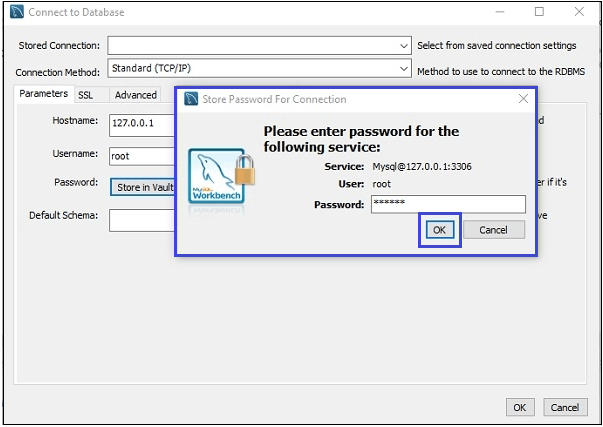 Connect to Database
Stored Connection:
Select from saved connection settings
Connection Method: Standard (TCP/IP)
Method to use to connect to the RDBMS
Parameters SSL Advanced
Store Password For Connection
Hostname: 127.0.0.1
Please enter password for the
following service:
Username: root
Service: Mysql@127.0.0.1:3306
Password: Store in Vault
User: root
er if it's
MySQL
Workbench
Password: ******
Default Schema:
ve
OK Cancel
OK Cancel